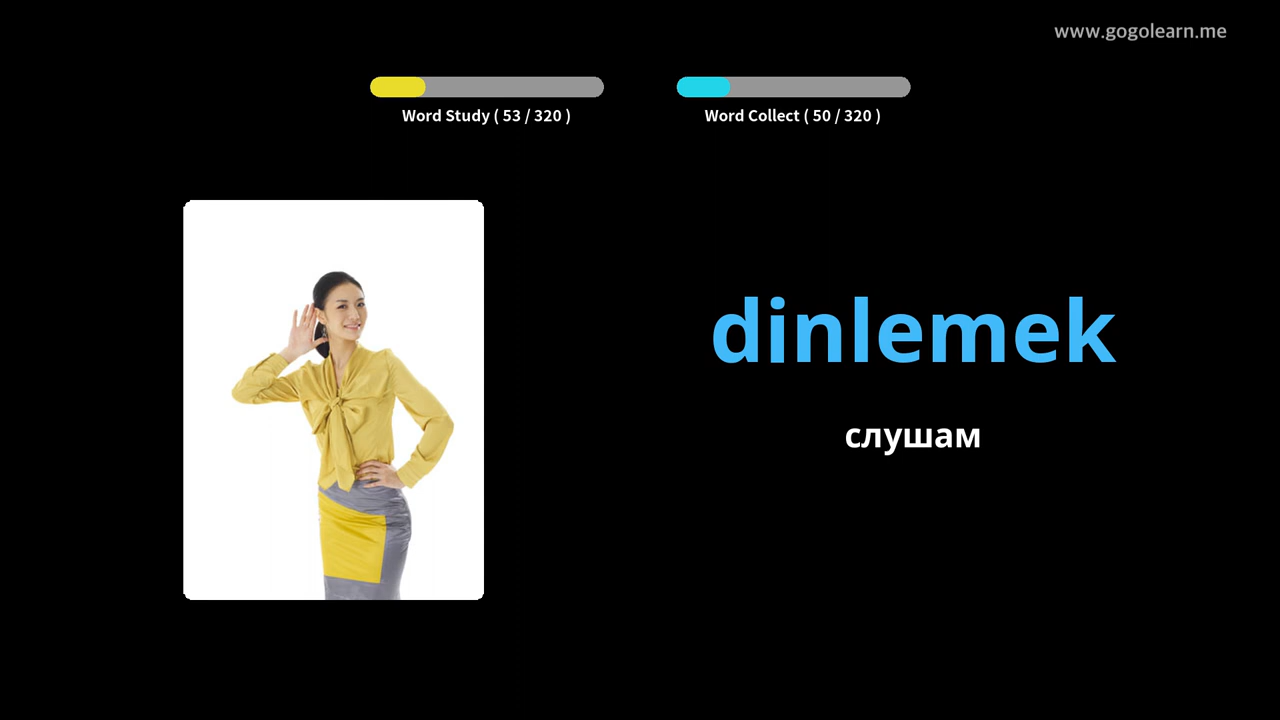 www.gogolearn.me
Word Study ( 53 / 320 )
Word Collect ( 50 / 320 )
dinlemek
слушам